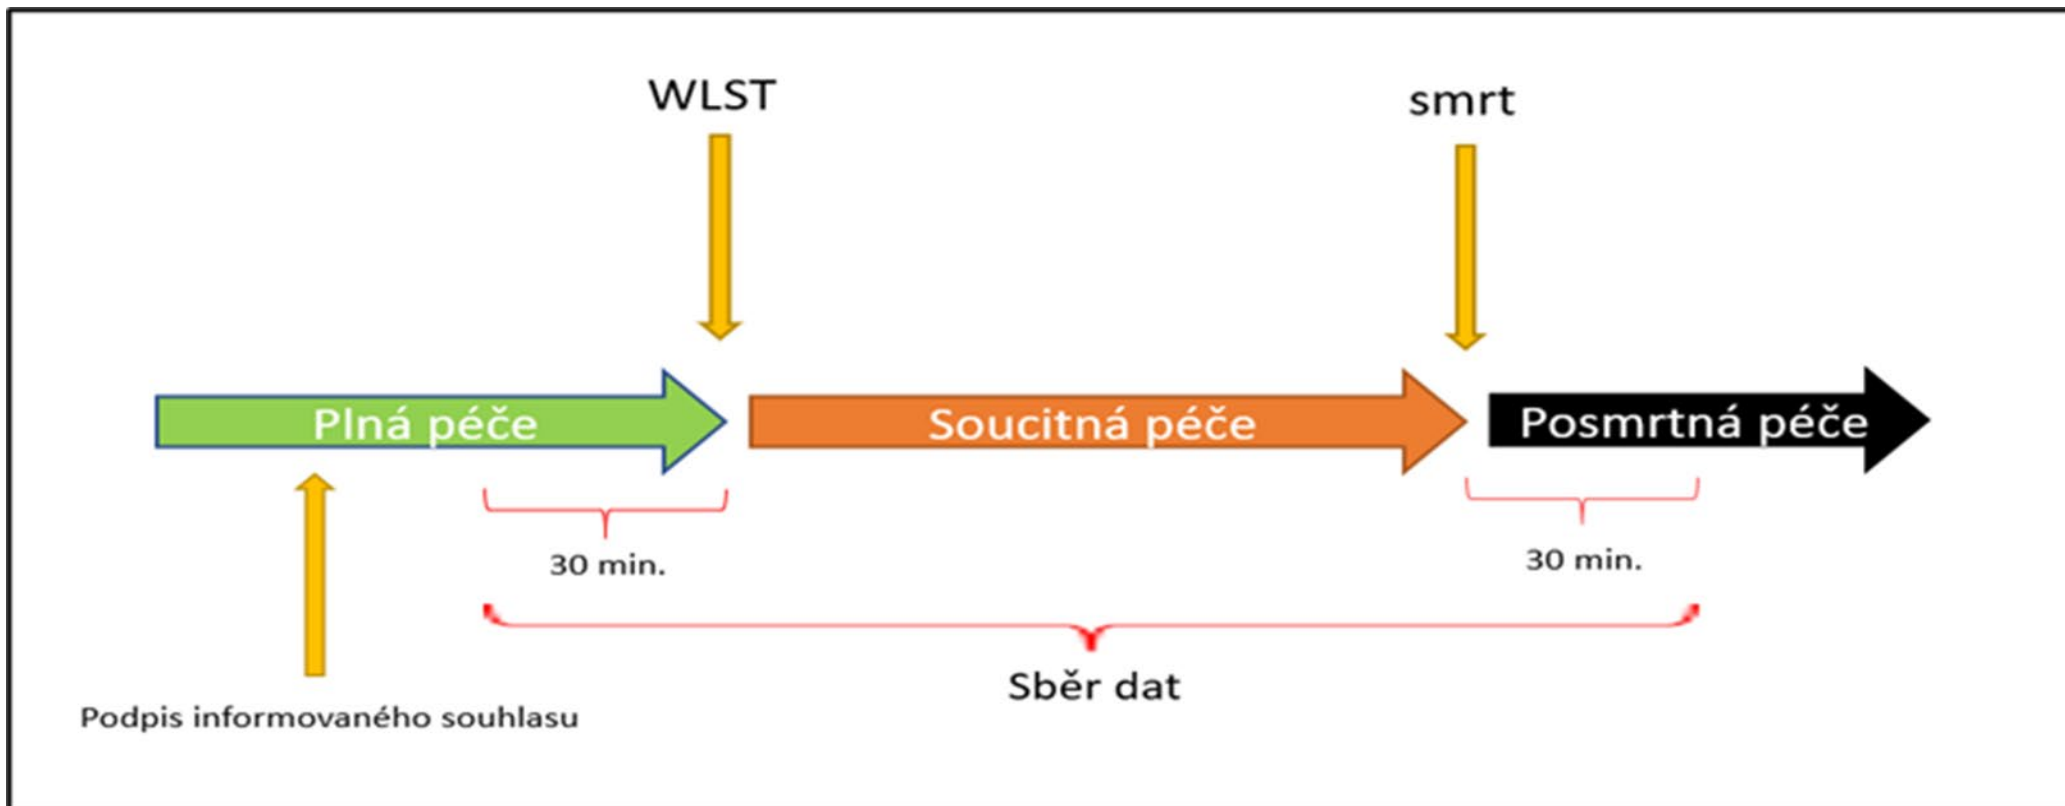 WLST
smrt
Plná péče
Soucitná péče
Posmrtná péče
30 min.
30 min.
Sběr dat
Podpis informovaného souhlasu